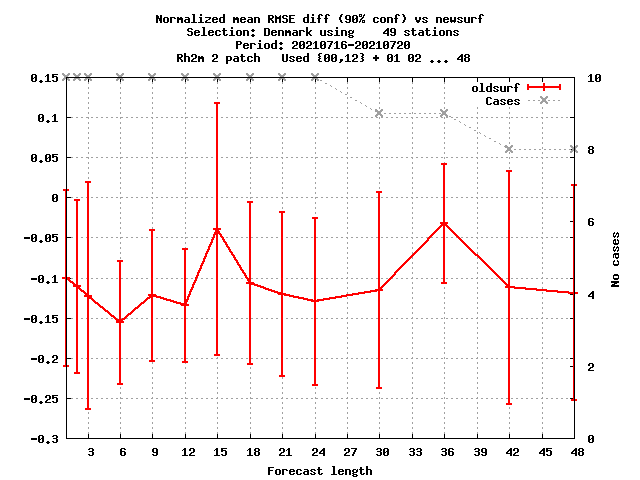 Normalized mean RMSE diff (90% conf) vs newsurf
Selection: Denmark using    49 stations
Period: 20210716-20210720
Rh2m 2 patch   Used {00,12} + 01 02 ... 48
0.15
0.1
0.05
0
-0.05
-0.1
-0.15
-0.2
-0.25
-0.3
oldsurf
Cases
10
8
6
4
2
0
No cases
3 6 9 12 15 18 21 24 27 30 33 36 39 42 45 48
Forecast length